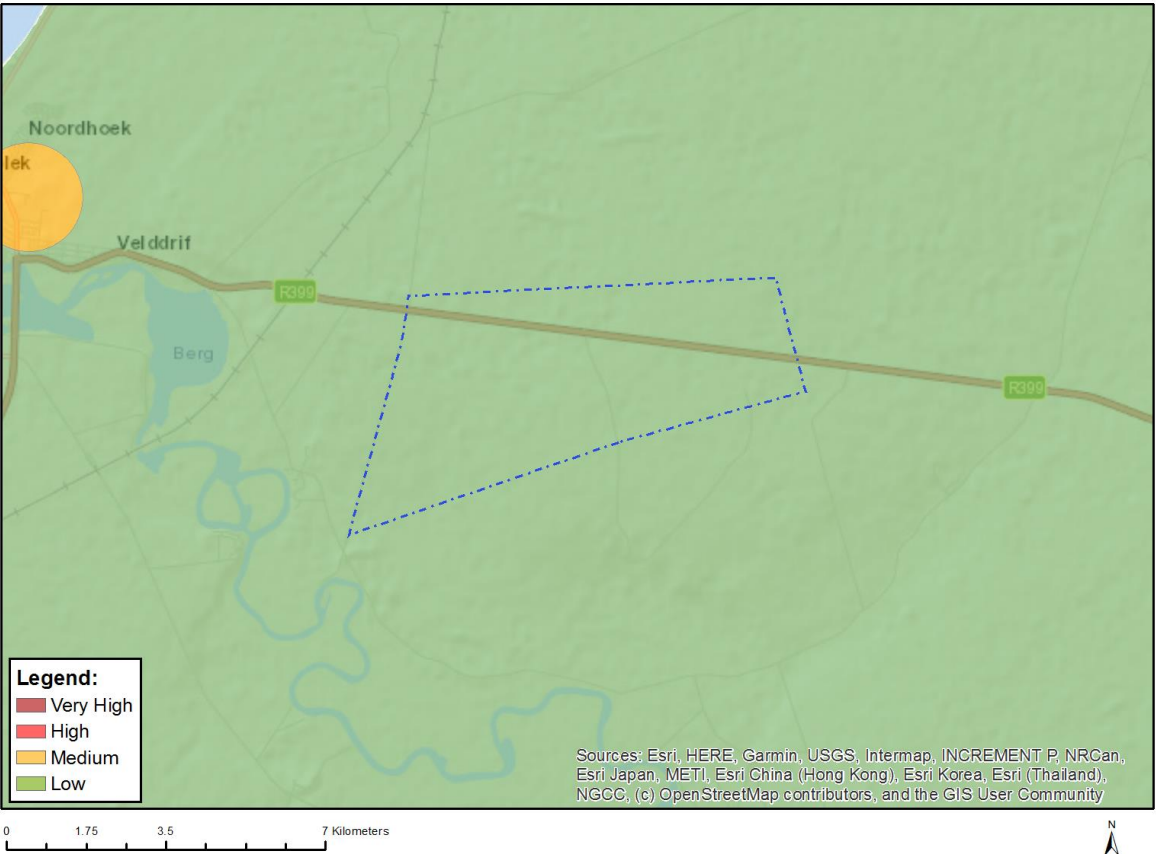 Noordhoek
lek
Velddrif
R399
Berg
R399
Legend:
Very High
High
Medium
Low
Sources: Esri, HERE, Garmin, USGS, Intermap, INCREMENT P, NRCan,
Esri Japan, METI, Esri China (Hong Kong), Esri Korea, Esri (Thailand),
NGCC, (c) OpenStreetMap contributors, and the GIS User Community
0 1.75 3.5 7 Kilometers
N